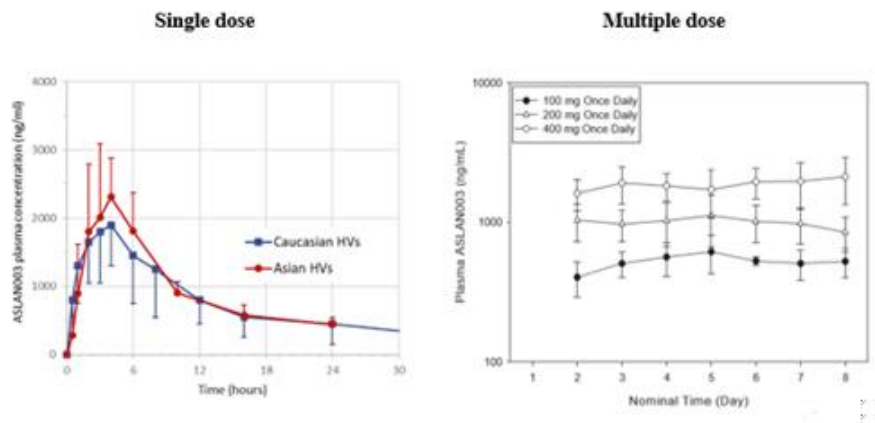 Single dose
Multiple dose
ASLAN003 plasma concentration (ng/ml)
4000
3000
2000
1000
0
0 6 12 18 24 30
Time (hours)
Caucasian HVs
Asian HVs
Plasma ASLAN003 (ng/mL)
10000
1000
100
100 mg Once Daily
200 mg Once Daily
400 mg Once Daily
1 2 3 4 5 6 7 8
Nominal Time (Day)